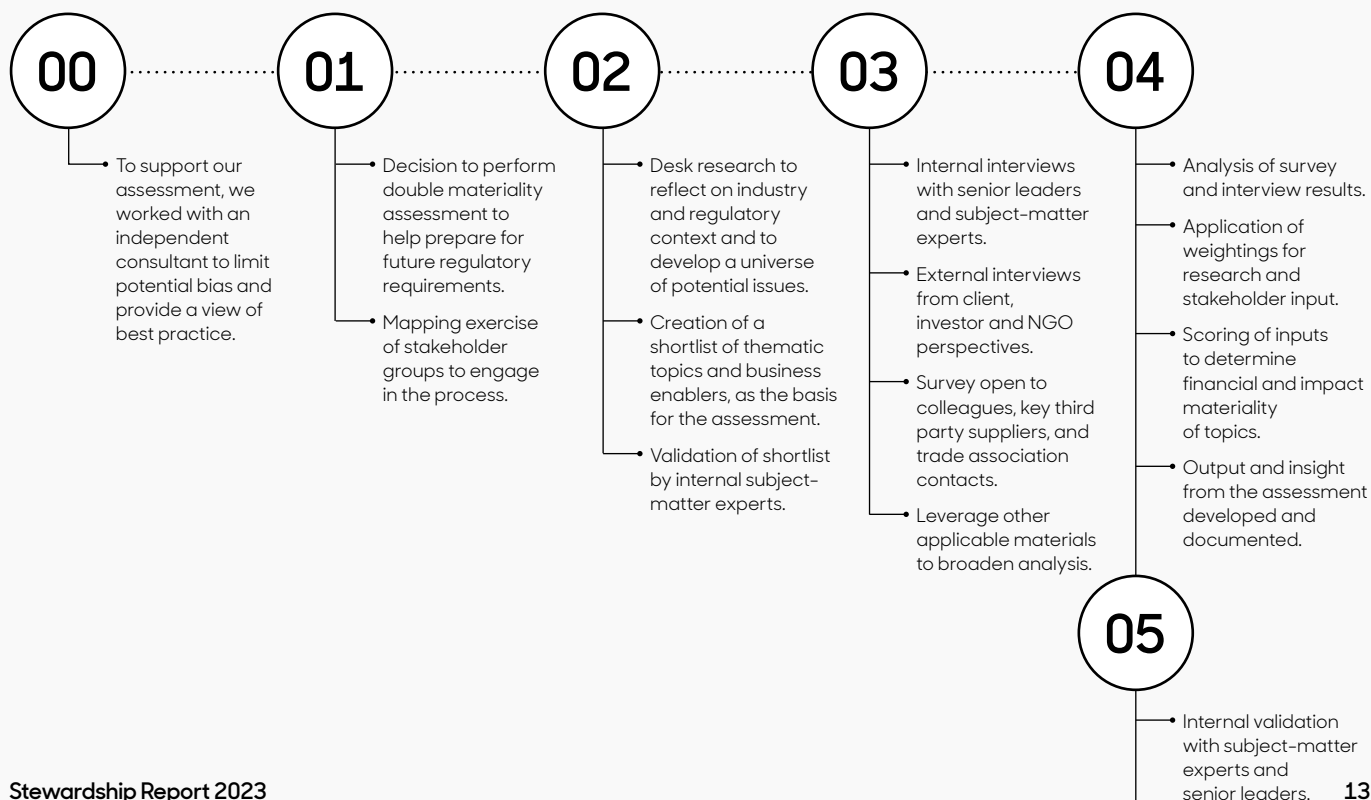 00
To support our
assessment, we
worked with an
independent
consultant to limit
potential bias and
provide a view of
best practice.
01
Decision to perform
double materiality
assessment to
help prepare for
future regulatory
requirements.
Mapping exercise
of stakeholder
groups to engage
in the process.
02
Desk research to
reflect on industry
and regulatory
context and to
develop a universe
of potential issues.
Creation of a
shortlist of thematic
topics and business
enablers, as the basis
for the assessment.
Validation of shortlist
by internal subject-
matter experts.
03
Internal interviews
with senior leaders
and subject-matter
experts.
External interviews
from client,
investor and NGO
perspectives.
Survey open to
colleagues, key third
party suppliers, and
trade association
contacts.
Leverage other
applicable materials
to broaden analysis.
04
Analysis of survey
and interview results.
Application of
weightings for
research and
stakeholder input.
Scoring of inputs
to determine
financial and impact
materiality
of topics.
Output and insight
from the assessment
developed and
documented.
05
Internal validation
with subject-matter
experts and
senior leaders.
Stewardship Report 2023
13